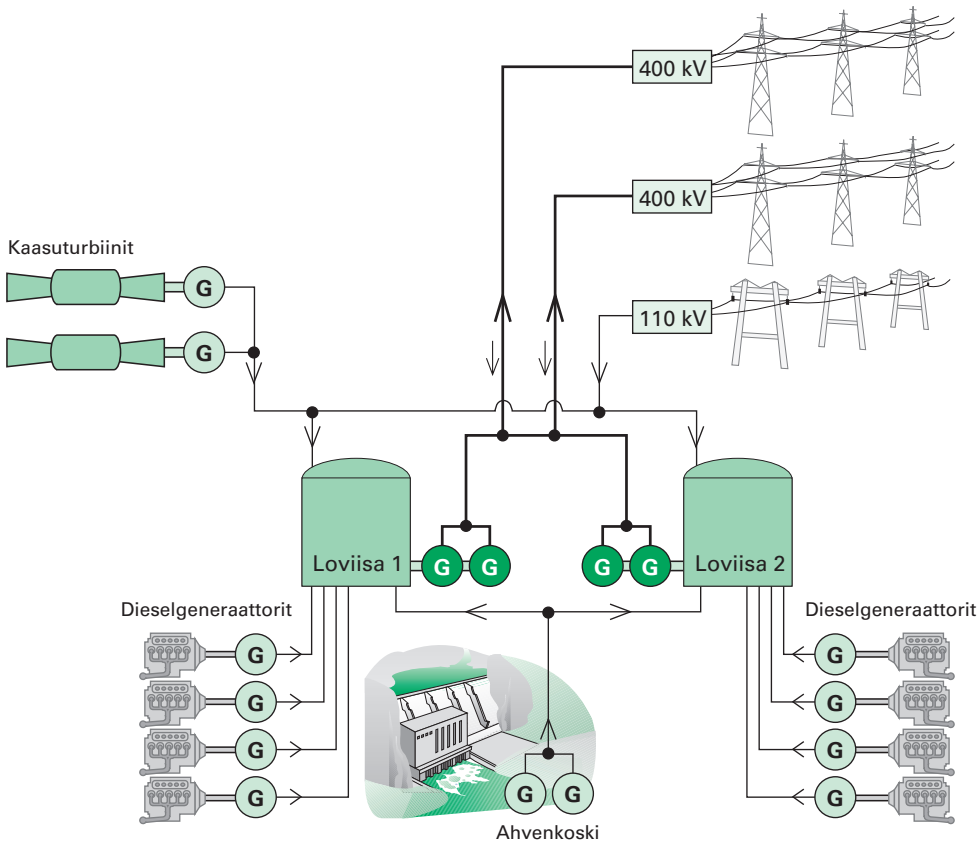 400 kV
400 kV
Kaasuturbiinit
G
110 kV
G
Loviisa 1
G
G
G
G
Loviisa 2
Dieselgeneraattorit
Dieselgeneraattorit
G
G
G
G
G
G
G
G
G
G
Ahvenkoski